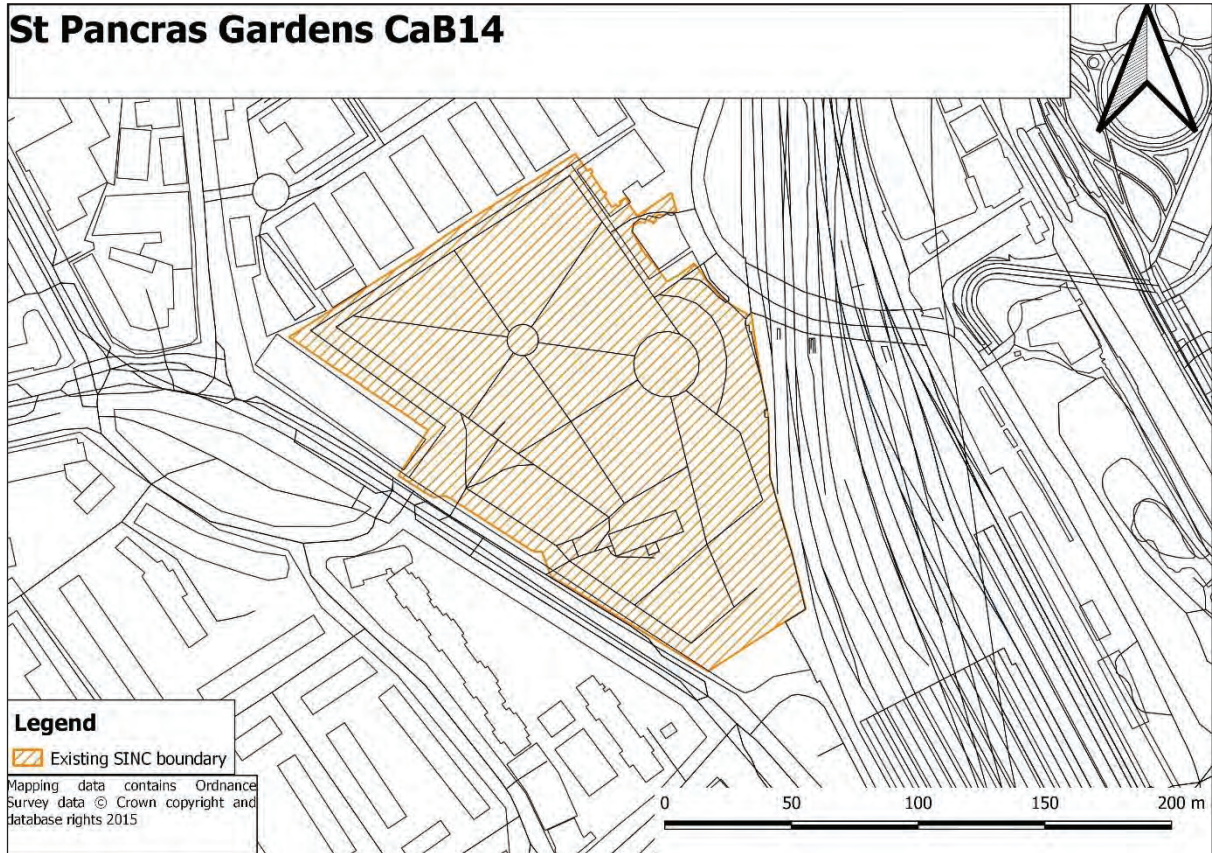 St Pancras Gardens CaB14
Legend
Existing SINC boundary
Mapping data contains Ordnance
Survey data © Crown copyright and
database rights 2015
0 50 100 150 200 m